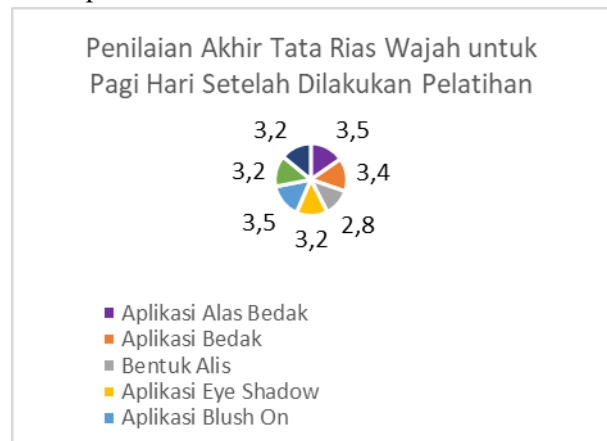 Penilaian Akhir Tata Rias Wajah untuk
Pagi Hari Setelah Dilakukan Pelatihan
3,2 3,5
3,2 3,4
3,5 3,2 2,8
Aplikasi Alas Bedak
Aplikasi Bedak
Bentuk Alis
Aplikasi Eye Shadow
Aplikasi Blush On